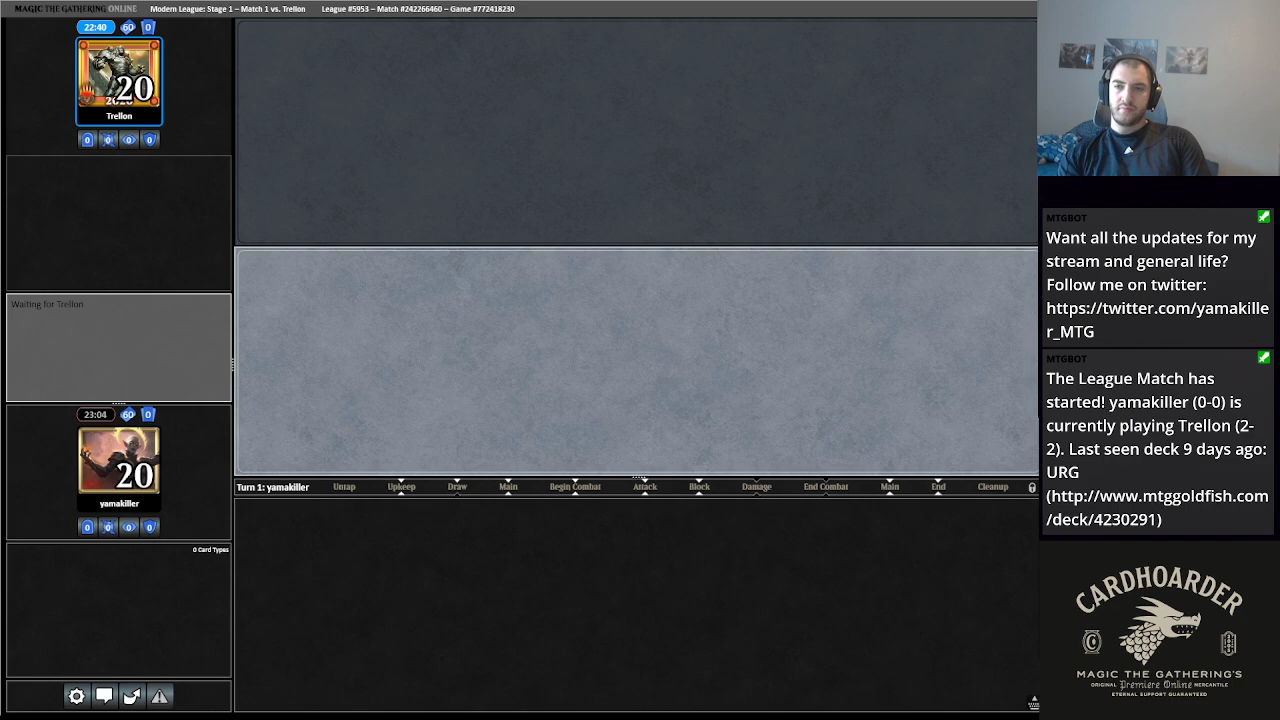 MAGIC THE GATHERING ONLINE Modern League: Stage 1 – Match 1 vs. Trellon League #5953 – Match #242266460 – Game #772418230
22:40 60 0
20
Trellon
0 0 0 0
Waiting for Trellon
23:04 60 0
20
yamakiller
0 0 0 0
0 Card Types
Turn 1: yamakiller Untap Upkeep Draw Main Begin Combat Attack Block Damage End Combat Main End Cleanup
MTGBOT
Want all the updates for my
stream and general life?
Follow me on twitter:
https://twitter.com/yamakille
r_MTG
MTGBOT
The League Match has
started! yamakiller (0-0) is
currently playing Trellon (2-
2). Last seen deck 9 days ago:
URG
(http://www.mtggoldfish.com
/deck/4230291)
CARDHOARDER
MAGIC THE GATHERING'S
ORIGINAL Premiere Online MERCANTILE
ETERNAL SUPPORT GUARANTEED